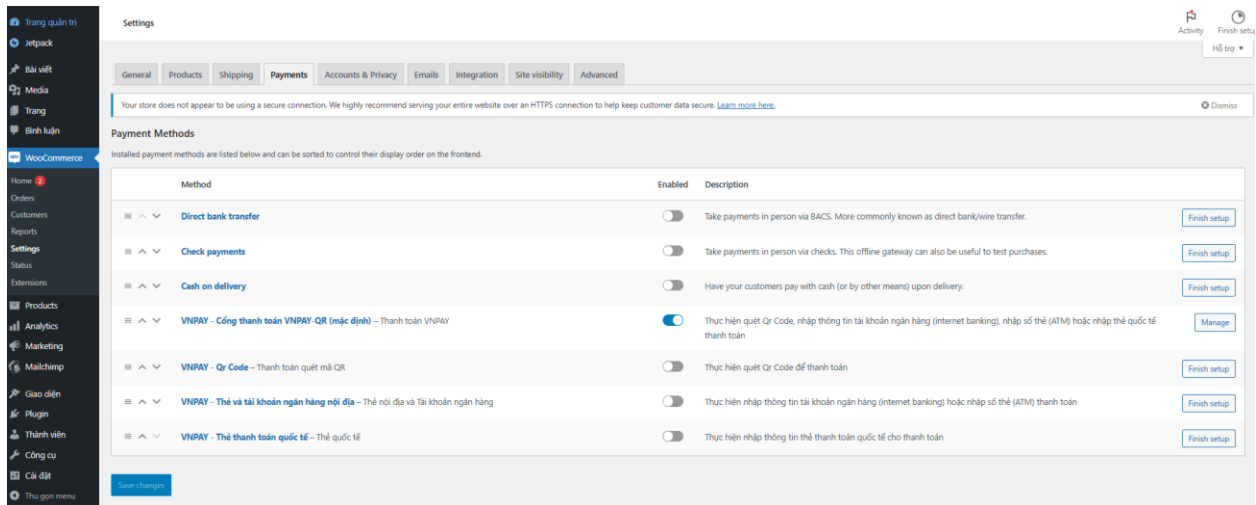 Trang quản trị
Jetpack
Bài viết
Media
Trang
Bình luận
WooCommerce
Home 2
Orders
Customers
Reports
Settings
Status
Extensions
Products
Analytics
Marketing
Mailchimp
Giao diện
Plugin
Thành viên
Công cụ
Cài đặt
Thu gọn menu
Settings
Activity
Finish setu
Hỗ trợ
General Products Shipping Payments Accounts & Privacy Emails Integration Site visibility Advanced
Your store does not appear to be using a secure connection. We highly recommend serving your entire website over an HTTPS connection to help keep customer data secure. Learn more here. Dismiss
Payment Methods
Installed payment methods are listed below and can be sorted to control their display order on the frontend.
Method Enabled Description
Direct bank transfer Take payments in person via BACS. More commonly known as direct bank/wire transfer. Finish setup
Check payments Take payments in person via checks. This offline gateway can also be useful to test purchases. Finish setup
Cash on delivery Have your customers pay with cash (or by other means) upon delivery. Finish setup
VNPAY - Cổng thanh toán VNPAY-QR (mặc định) – Thanh toán VNPAY Thực hiện quét Qr Code, nhập thông tin tài khoản ngân hàng (internet banking), nhập số thẻ (ATM) hoặc nhập thẻ quốc tế Manage
thanh toán
VNPAY - Qr Code – Thanh toán quét mã QR Thực hiện quét Qr Code để thanh toán Finish setup
VNPAY - Thẻ và tài khoản ngân hàng nội địa – Thẻ nội địa và Tài khoản ngân hàng Thực hiện nhập thông tin tài khoản ngân hàng (internet banking) hoặc nhập số thẻ (ATM) thanh toán Finish setup
VNPAY - Thẻ thanh toán quốc tế – Thẻ quốc tế Thực hiện nhập thông tin thẻ thanh toán quốc tế cho thanh toán Finish setup
Save changes